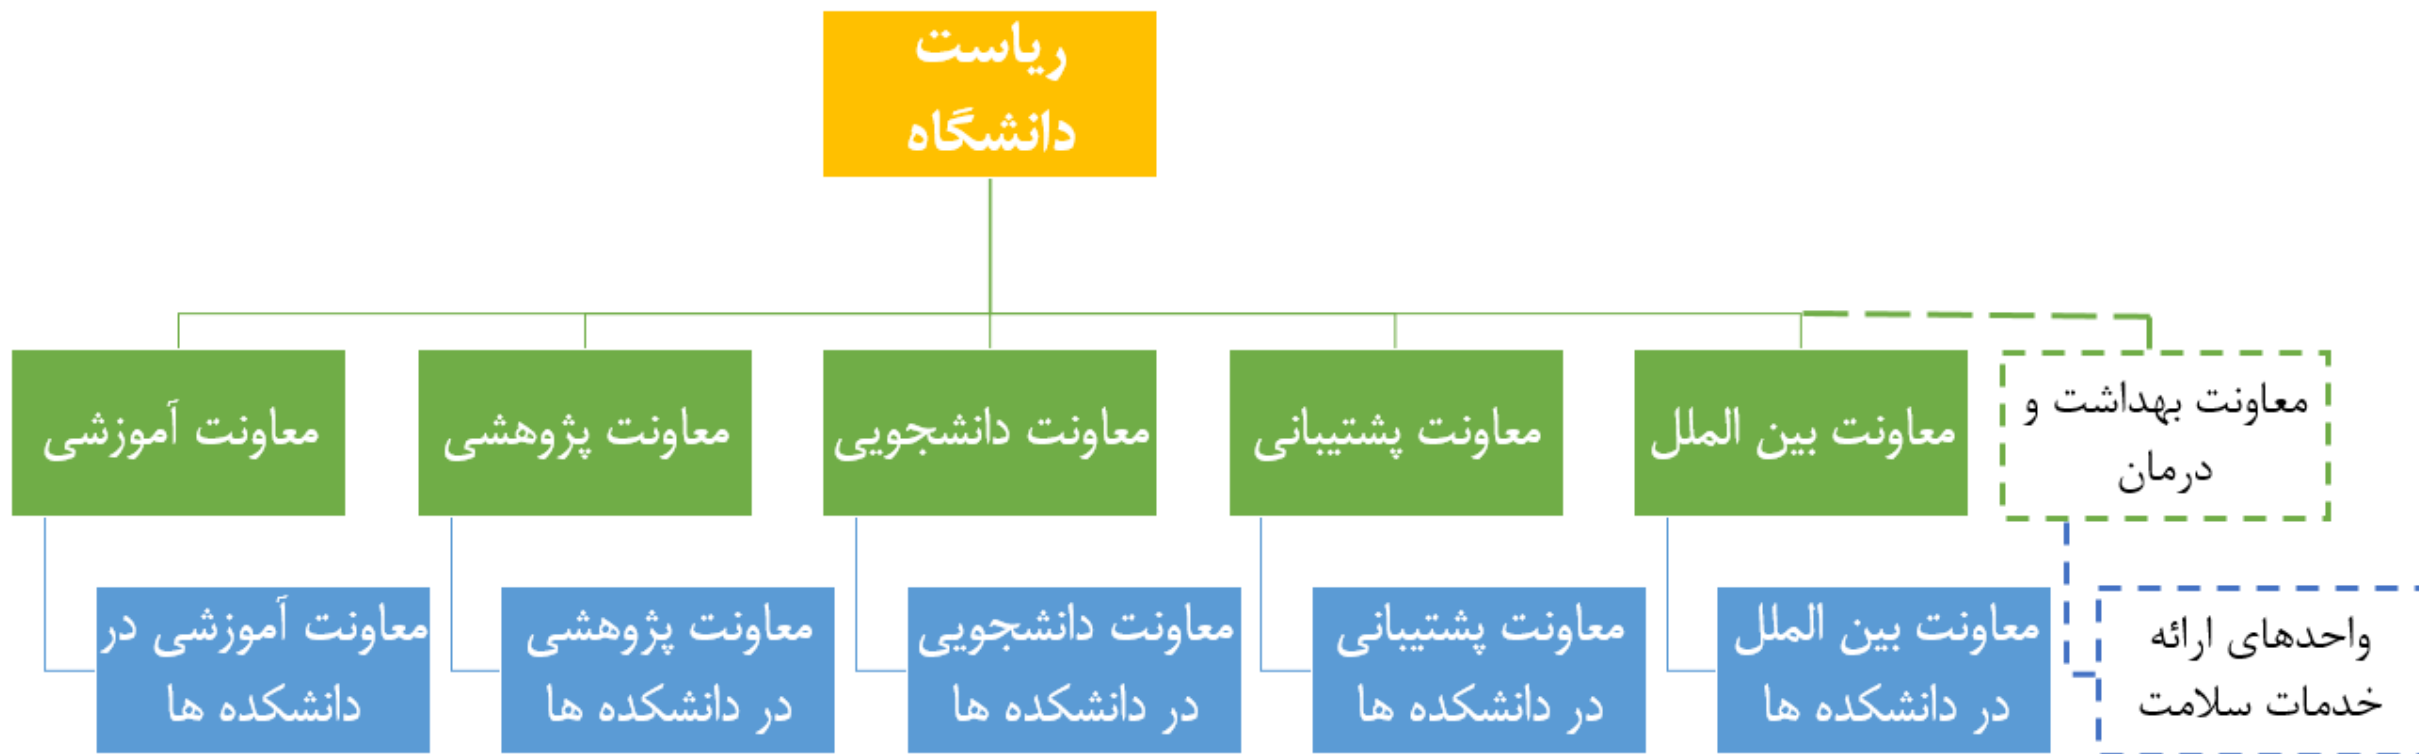 ریاست
دانشگاه
معاونت بهداشت و
درمان
معاونت بین الملل
معاونت پشتیبانی
معاونت دانشجویی
معاونت پژوهشی
معاونت آموزشی
واحدهای ارائه
خدمات سلامت
معاونت بین الملل
در دانشکده ها
معاونت پشتیبانی
در دانشکده ها
معاونت دانشجویی
در دانشکده ها
معاونت پژوهشی
در دانشکده ها
معاونت آموزشی در
دانشکده ها